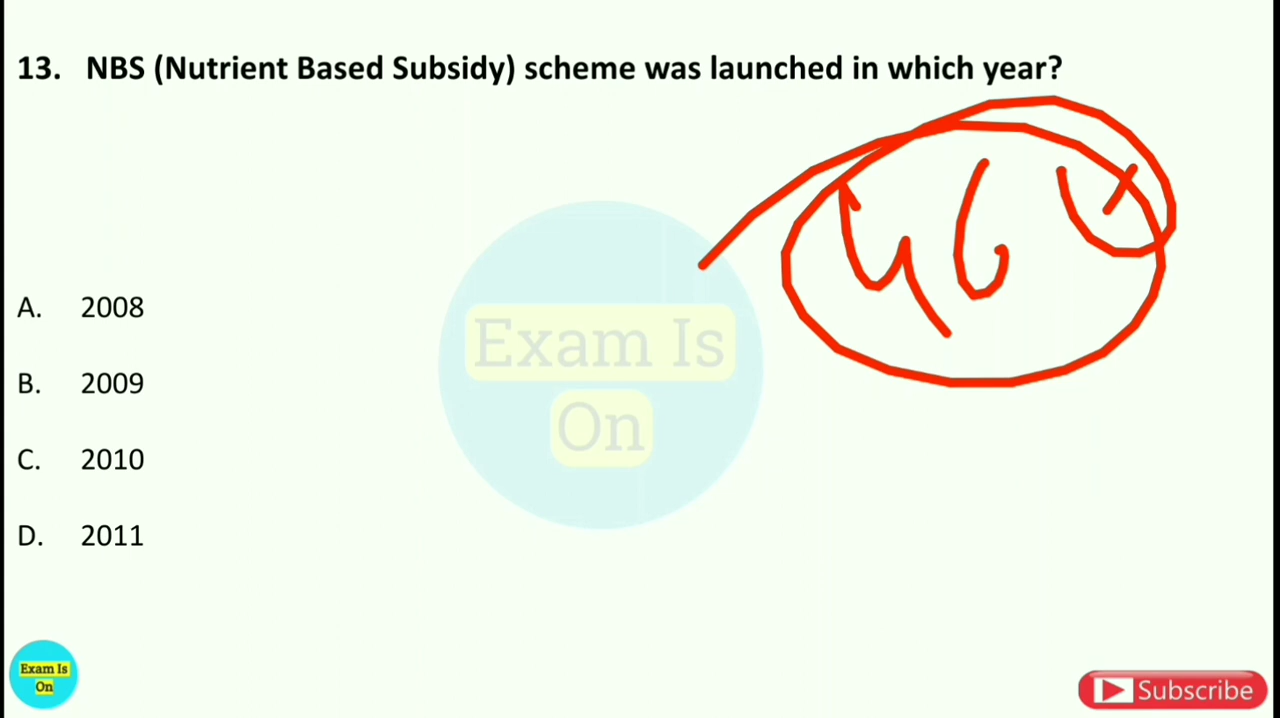 13. NBS (Nutrient Based Subsidy) scheme was launched in which year?
46
A. 2008
Exam Is
B. 2009
On
C. 2010
D. 2011
Exam Is
On
Subscribe